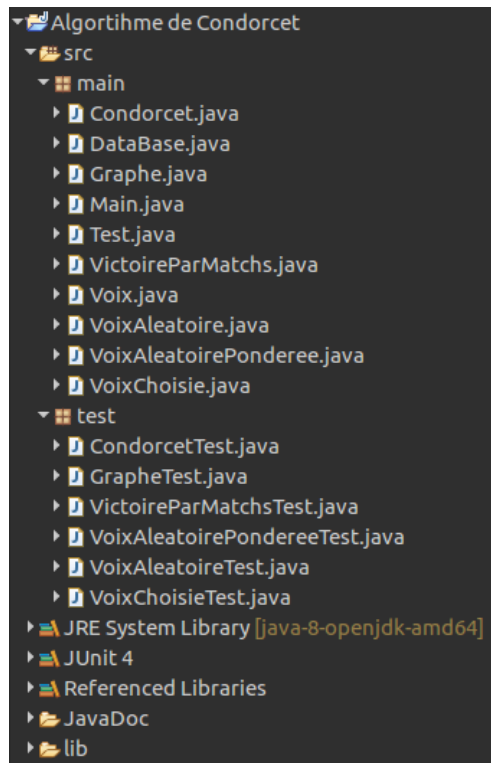 Algortihme de Condorcet
src
main
Condorcet.java
DataBase.java
Graphe.java
Main.java
Test.java
VictoireParMatchs.java
Voix.java
VoixAleatoire.java
VoixAleatoirePonderee.java
VoixChoisie.java
test
CondorcetTest.java
GrapheTest.java
VictoireParMatchsTest.java
VoixAleatoirePondereeTest.java
VoixAleatoireTest.java
VoixChoisieTest.java
JRE System Library [java-8-openjdk-amd64]
JUnit 4
Referenced Libraries
JavaDoc
lib